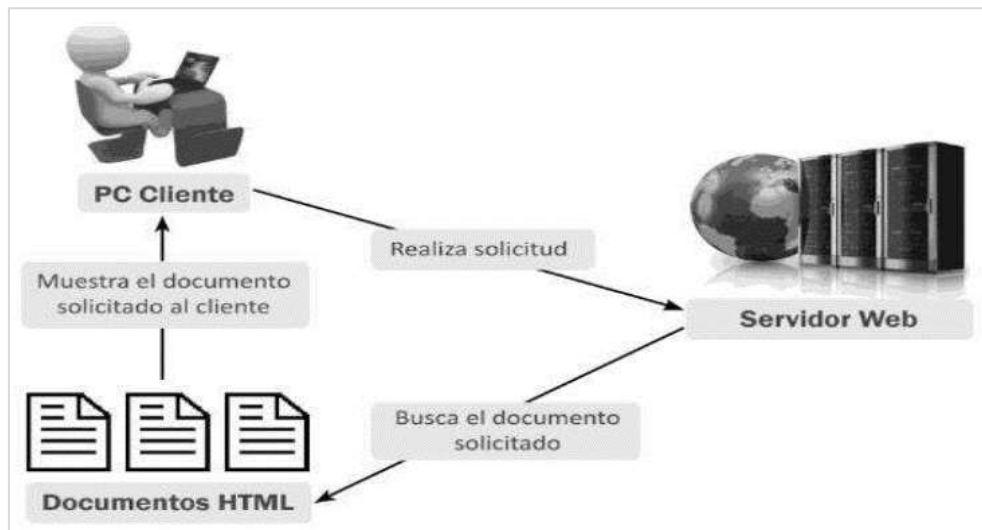 PC Cliente
Realiza solicitud
Muestra el documento
solicitado al cliente
Servidor Web
Busca el documento
solicitado
Documentos HTML